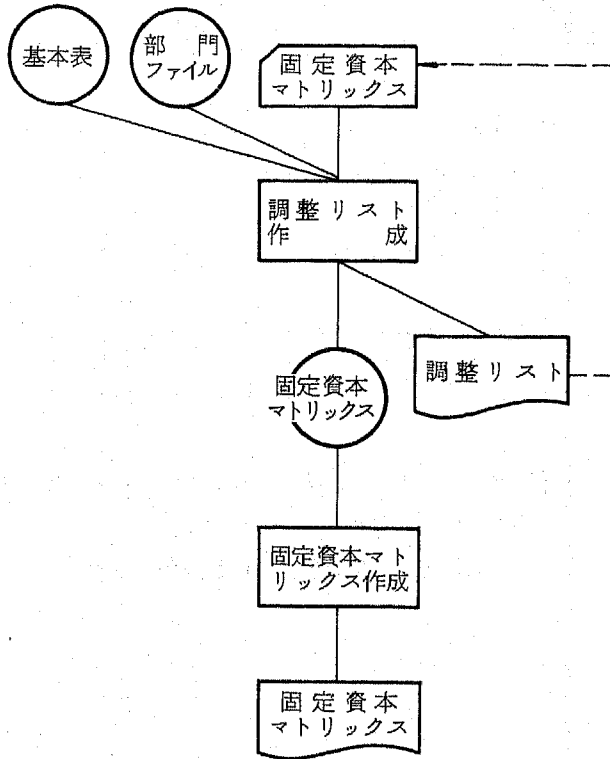 基本表
部門
ファイル
固定資本
マトリックス
調整リスト
作成
固定資本
マトリックス
調整リスト
固定資本マト
リックス作成
固定資本
マトリックス